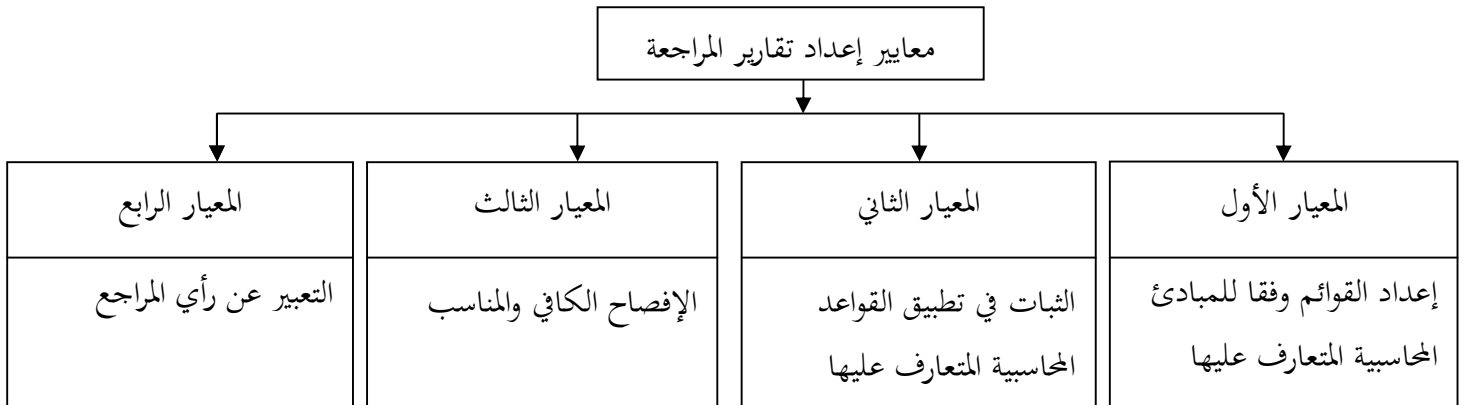 معايير إعداد تقارير المراجعة
المعيار الأول
إعداد القوائم وفقا للمبادئ
المحاسبية المتعارف عليها
المعيار الثاني
الثبات في تطبيق القواعد
المحاسبية المتعارف عليها
المعيار الثالث
الإفصاح الكافي والمناسب
المعيار الرابع
التعبير عن رأي المراجع